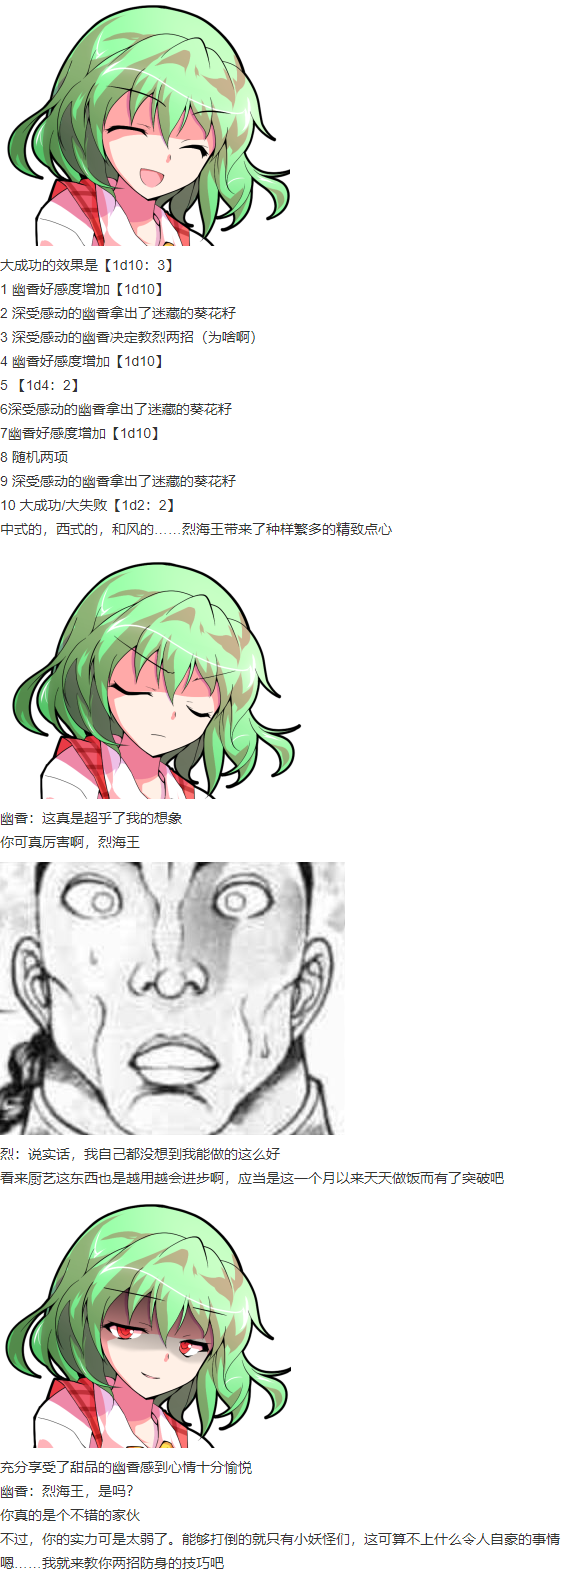 大成功的效果是【1d10：3】
1 幽香好感度增加【1d10】
2 深受感动的幽香拿出了迷藏的葵花籽
3 深受感动的幽香决定教烈两招（为啥啊）
4 幽香好感度增加【1d10】
5 【1d4：2】
6深受感动的幽香拿出了迷藏的葵花籽
7幽香好感度增加【1d10】
8 随机两项
9 深受感动的幽香拿出了迷藏的葵花籽
10 大成功/大失败【1d2：2】
中式的，西式的，和风的……烈海王带来了种样繁多的精致点心
幽香：这真是超乎了我的想象
你可真厉害啊，烈海王
烈：说实话，我自己都没想到我能做的这么好
看来厨艺这东西也是越用越会进步啊，应当是这一个月以来天天做饭而有了突破吧
充分享受了甜品的幽香感到心情十分愉悦
幽香：烈海王，是吗？
你真的是个不错的家伙
不过，你的实力可是太弱了。能够打倒的就只有小妖怪们，这可算不上什么令人自豪的事情
嗯……我就来教你两招防身的技巧吧